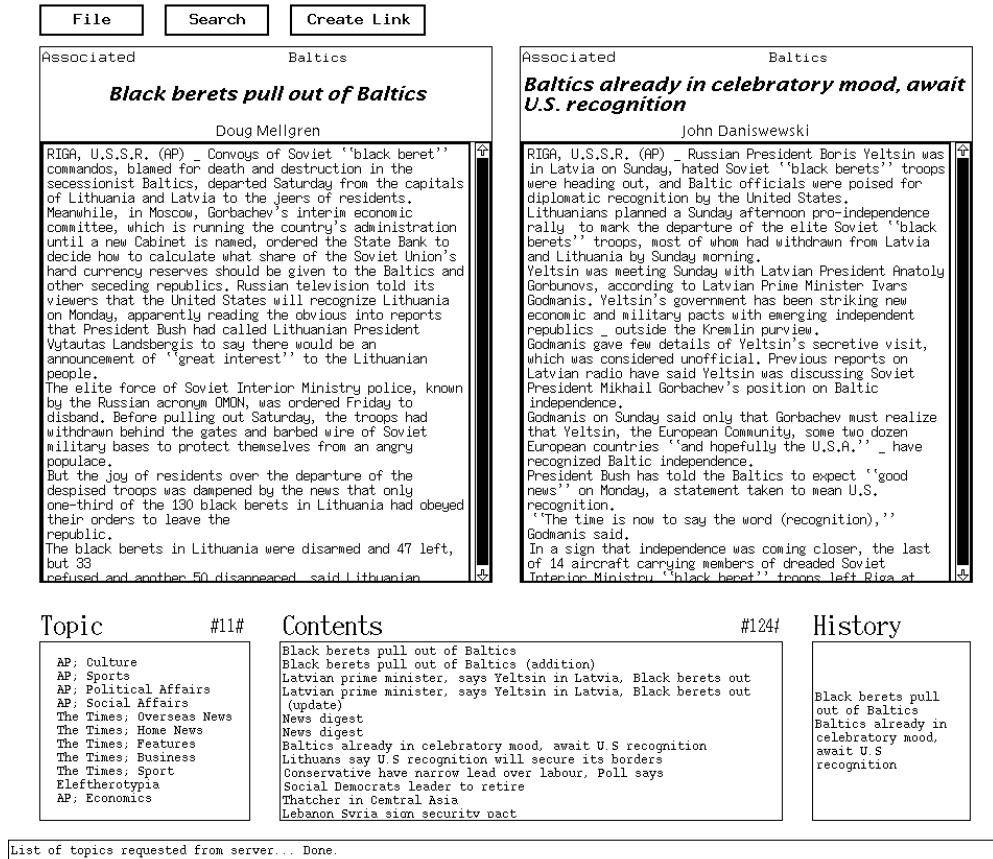 File
Search
Create Link
Associated
Baltics
Black berets pull out of Baltics
Doug Mellgren
RIGA, U.S.S.R. (AP) _ Convoys of Soviet ``black beret''
commandos, blamed for death and destruction in the
secessionist Baltics, departed Saturday from the capitals
of Lithuania and Latvia to the jeers of residents.
Meanwhile, in Moscow, Gorbachev's interim economic
committee, which is running the country's administration
until a new Cabinet is named, ordered the State Bank to
decide how to calculate what share of the Soviet Union's
hard currency reserves should be given to the Baltics and
other seceding republics. Russian television told its
viewers that the United States will recognize Lithuania
on Monday, apparently reading the obvious into reports
that President Bush had called Lithuanian President
Vytautas Landsbergis to say there would be an
announcement of ``great interest'' to the Lithuanian
people.
The elite force of Soviet Interior Ministry police, known
by the Russian acronym OMON, was ordered Friday to
disband. Before pulling out Saturday, the troops had
withdrawn behind the gates and barbed wire of Soviet
military bases to protect themselves from an angry
populace.
But the joy of residents over the departure of the
despised troops was dampened by the news that only
one-third of the 130 black berets in Lithuania had obeyed
their orders to leave the
republic.
The black berets in Lithuania were disarmed and 47 left,
but 33
refused and another 50 disappeared, said Lithuanian
Associated
Baltics
Baltics already in celebratory mood, await
U.S. recognition
John Daniswewski
RIGA, U.S.S.R. (AP) _ Russian President Boris Yeltsin was
in Latvia on Sunday, hated Soviet ``black berets'' troops
were heading out, and Baltic officials were poised for
diplomatic recognition by the United States.
Lithuanians planned a Sunday afternoon pro-independence
rally to mark the departure of the elite Soviet ``black
berets'' troops, most of whom had withdrawn from Latvia
and Lithuania by Sunday morning.
Yeltsin was meeting Sunday with Latvian President Anatoly
Gorbunovs, according to Latvian Prime Minister Ivars
Godmanis. Yeltsin's government has been striking new
economic and military pacts with emerging independent
republics _ outside the Kremlin purview.
Godmanis gave few details of Yeltsin's secretive visit,
which was considered unofficial. Previous reports on
Latvian radio have said Yeltsin was discussing Soviet
President Mikhail Gorbachev's position on Baltic
independence.
Godmanis on Sunday said only that Gorbachev must realize
that Yeltsin, the European Community, some two dozen
European countries ``and hopefully the U.S.A.'' _ have
recognized Baltic independence.
President Bush has told the Baltics to expect ``good
news'' on Monday, a statement taken to mean U.S.
recognition.
``The time is now to say the word (recognition),''
Godmanis said.
In a sign that independence was coming closer, the last
of 14 aircraft carrying members of dreaded Soviet
Interior Ministry ``black beret'' troops left Riga at
Topic #11#
AP; Culture
AP; Sports
AP; Political Affairs
AP; Social Affairs
The Times; Overseas News
The Times; Home News
The Times; Features
The Times; Business
The Times; Sport
Eleftherotypia
AP; Economics
Contents #124#
Black berets pull out of Baltics
Black berets pull out of Baltics (addition)
Latvian prime minister, says Yeltsin in Latvia, Black berets out
Latvian prime minister, says Yeltsin in Latvia, Black berets out
(update)
News digest
News digest
Baltics already in celebratory mood, await U.S recognition
Lithuans say U.S recognition will secure its borders
Conservative have narrow lead over labour, Poll says
Social Democrats leader to retire
Thatcher in Central Asia
Lebanon Syria sign security pact
History
Black berets pull
out of Baltics
Baltics already in
celebratory mood,
await U.S
recognition
List of topics requested from server... Done.